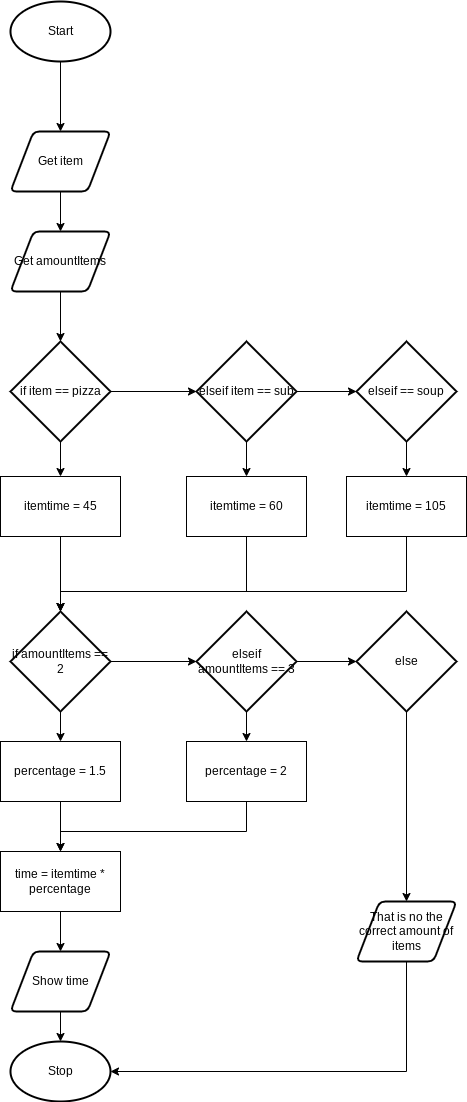 Start
Get item
Get amountItems
if item == pizza
elseif item == sub
elseif == soup
itemtime = 45
itemtime = 60
itemtime = 105
if amountItems ==
2
elseif
amountItems == 3
else
percentage = 1.5
percentage = 2
time = itemtime *
percentage
That is no the
correct amount of
items
Show time
Stop